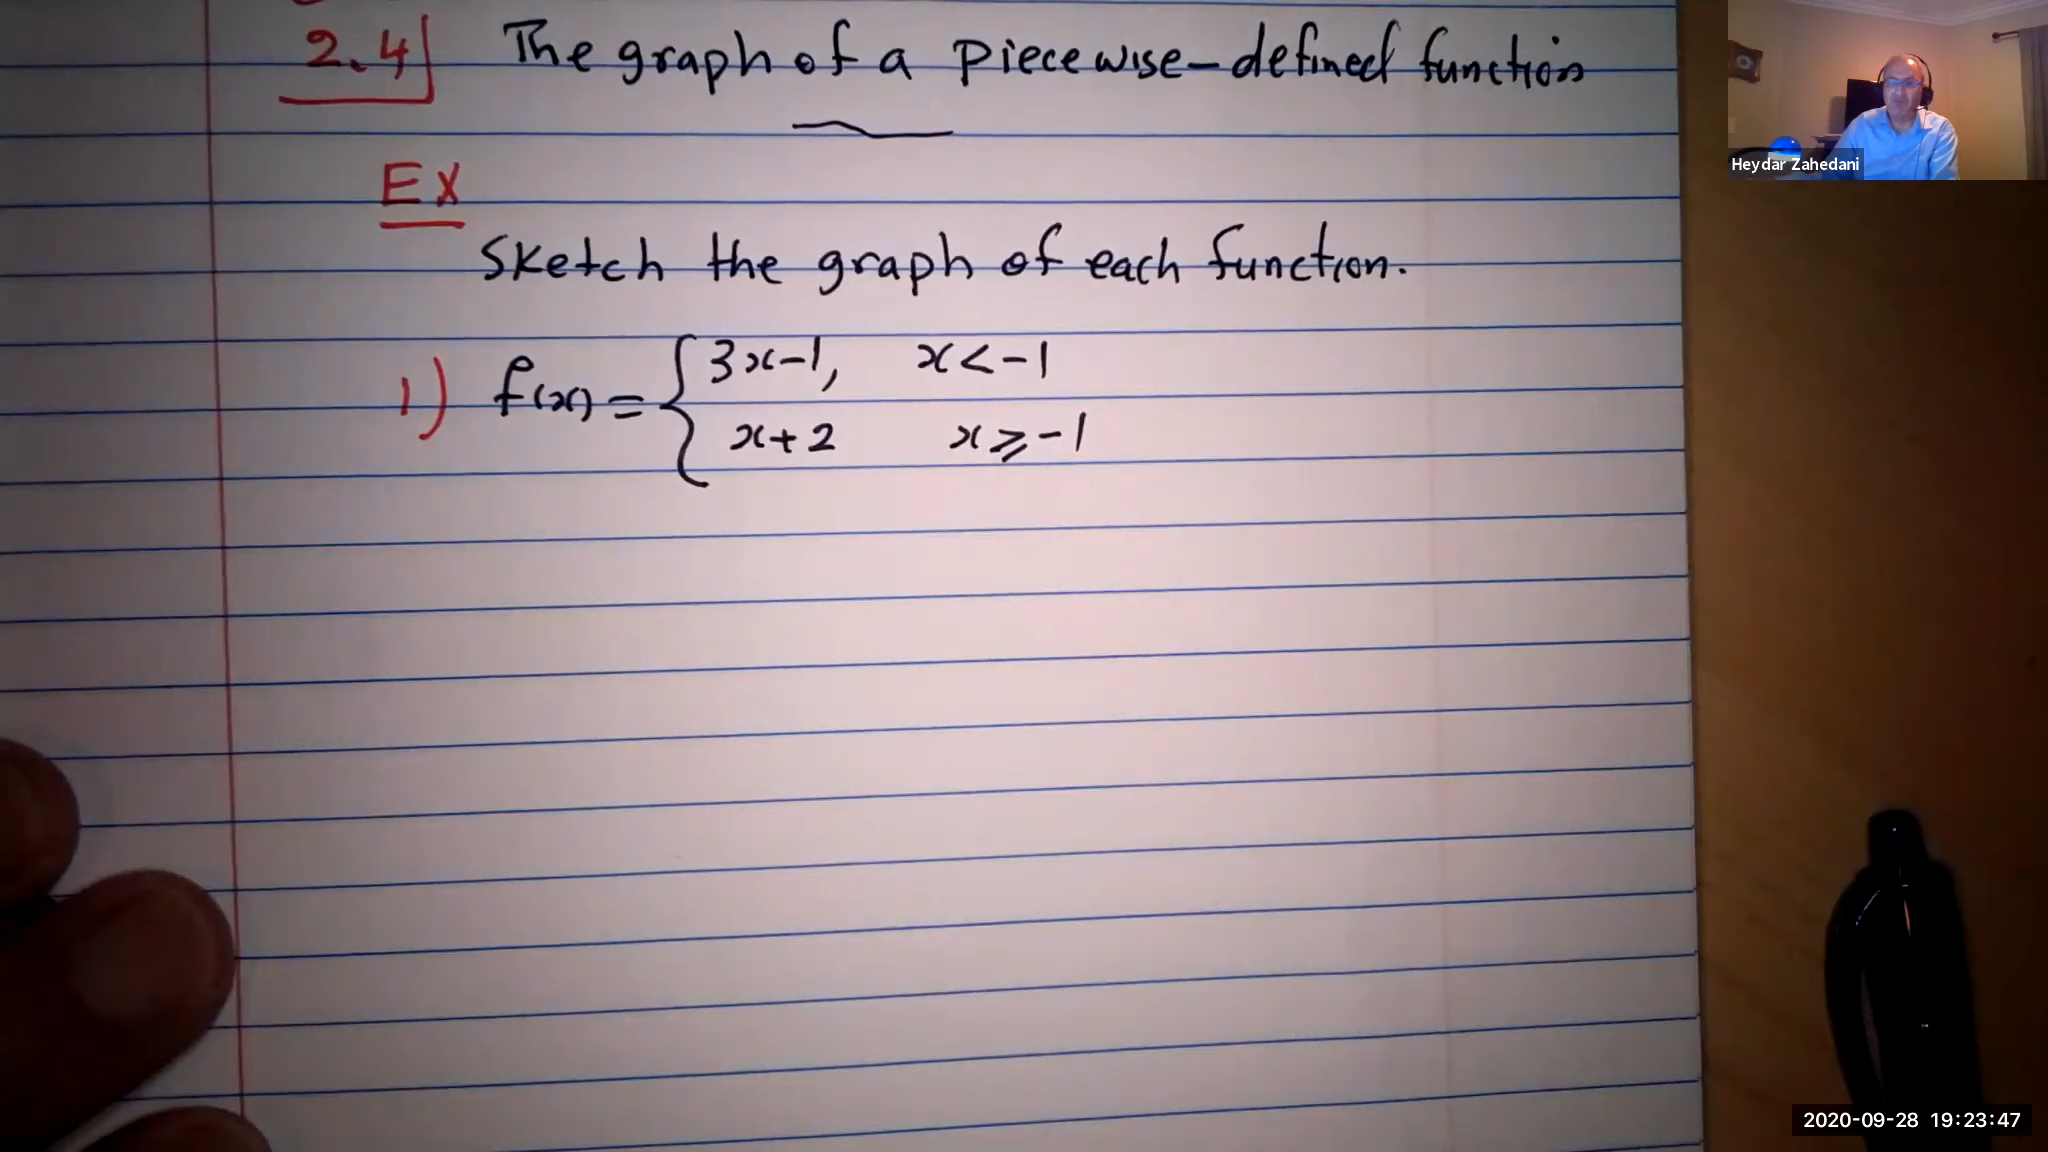 2.4 The graph of a piecewise-defined function
Heydar Zahedani
EX
Sketch the graph of each function.
1) f(x) = { 3x-1, x < -1
x+2 x ⩾ -1
2020-09-28 19:23:47